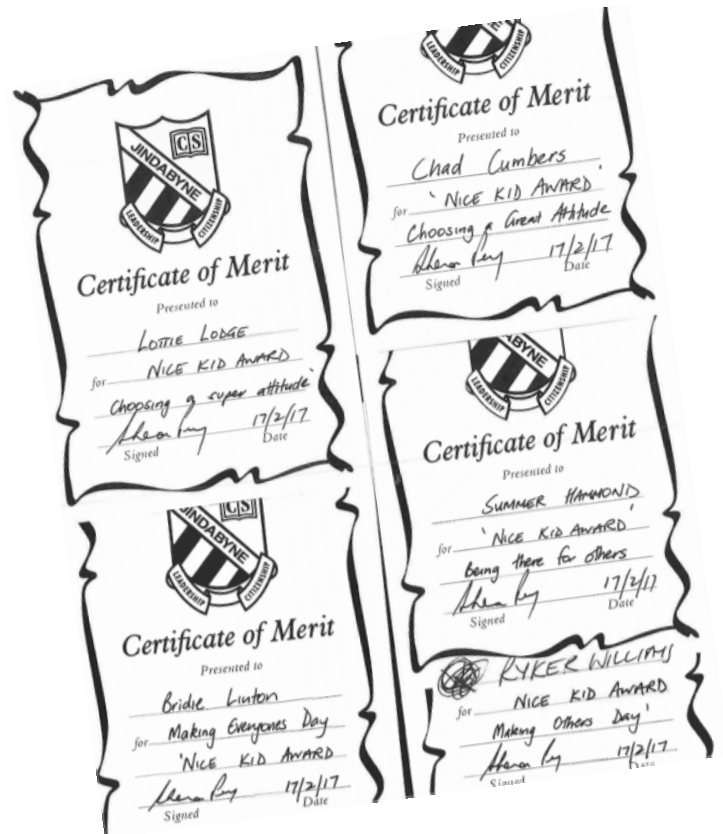 CS
JINDABYNE
LEADERSHIP CITIZENSHIP
Certificate of Merit
Presented to
LOTTIE LODGE
for NICE KID AWARD
Choosing a super attitude'
17/2/17
Signed Date
CS
JINDABYNE
LEADERSHIP CITIZENSHIP
Certificate of Merit
Presented to
Bridie Linton
for Making Everyones Day
'NICE KID AWARD
17/2/17
Signed Date
LEADERSHIP CITIZENSHIP
Certificate of Merit
Presented to
Chad Cumbers
for 'NICE KID AWARD'
Choosing a Great Attitude
17/2/17
Signed Date
NDABYNE
LEADERSHIP CITIZENSHIP
Certificate of Merit
Presented to
SUMMER HAMMOND
for 'NICE KID AWARD'
Being there for others
17/2/17
Signed Date
RYKER WILLIAMS
for NICE KID AWARD
Making Others Day'
17/2/17
Signed Date